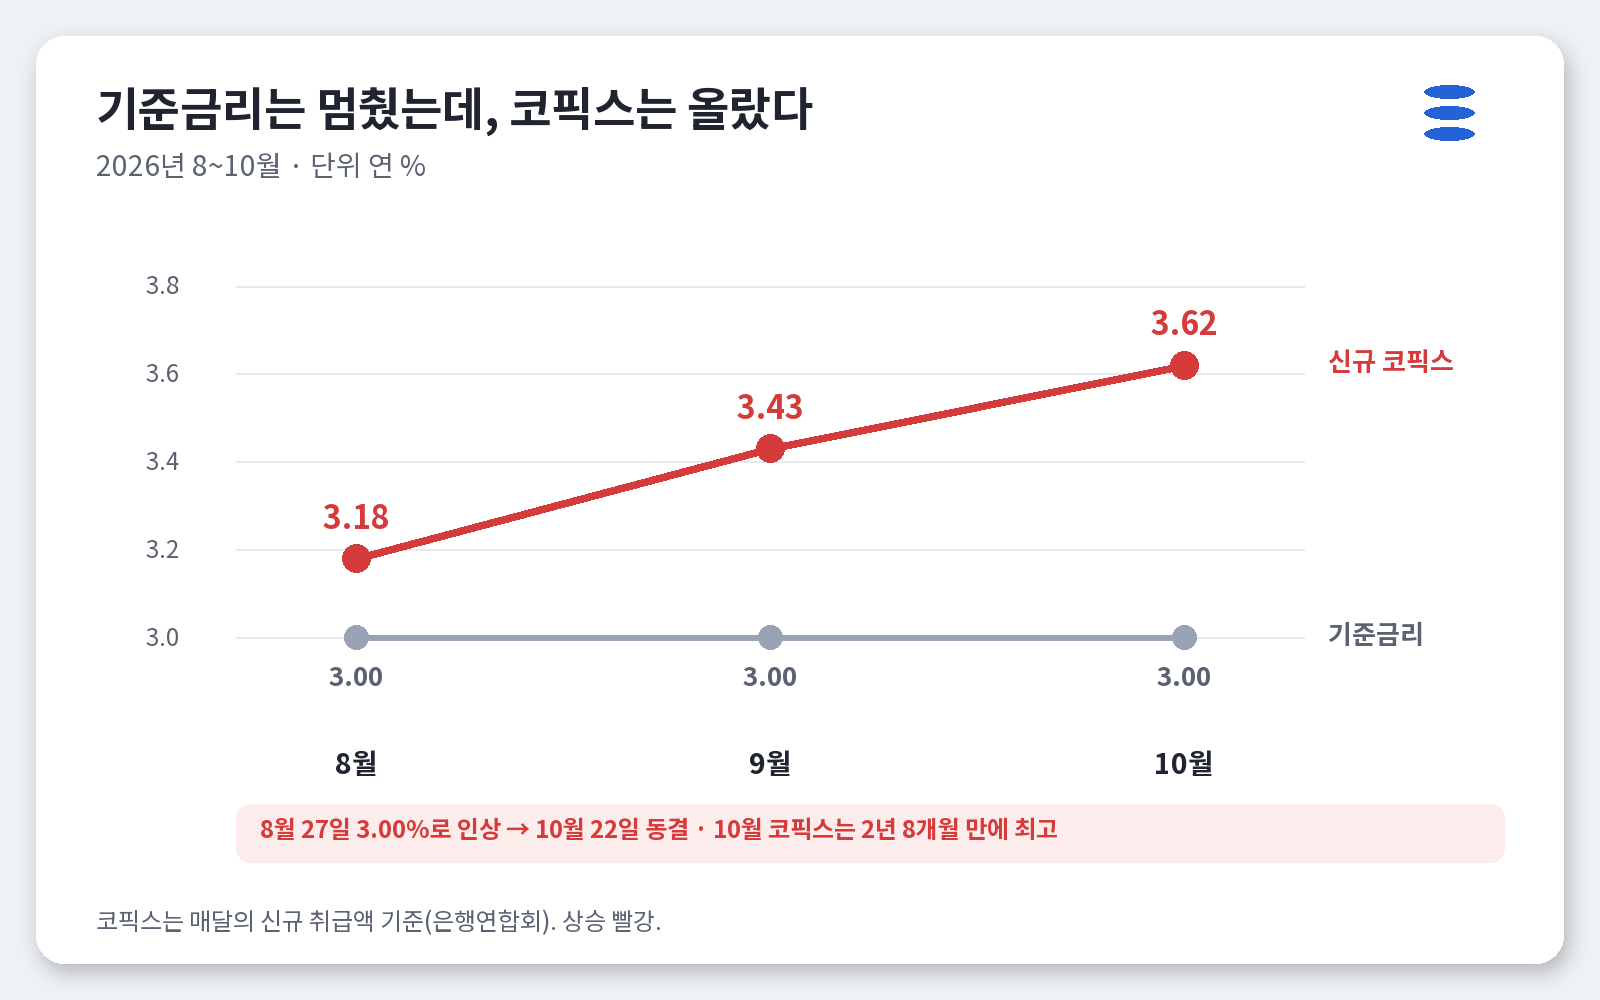 기준금리는 멈췄는데, 코픽스는 올랐다
2026년 8~10월 · 단위 연 %
3.8
3.62
신규 코픽스
3.6
3.43
3.4
3.18
3.2
3.0
기준금리
3.00
3.00
3.00
8월
9월
10월
8월 27일 3.00%로 인상 → 10월 22일 동결 · 10월 코픽스는 2년 8개월 만에 최고
코픽스는 매달의 신규 취급액 기준(은행연합회). 상승 빨강.